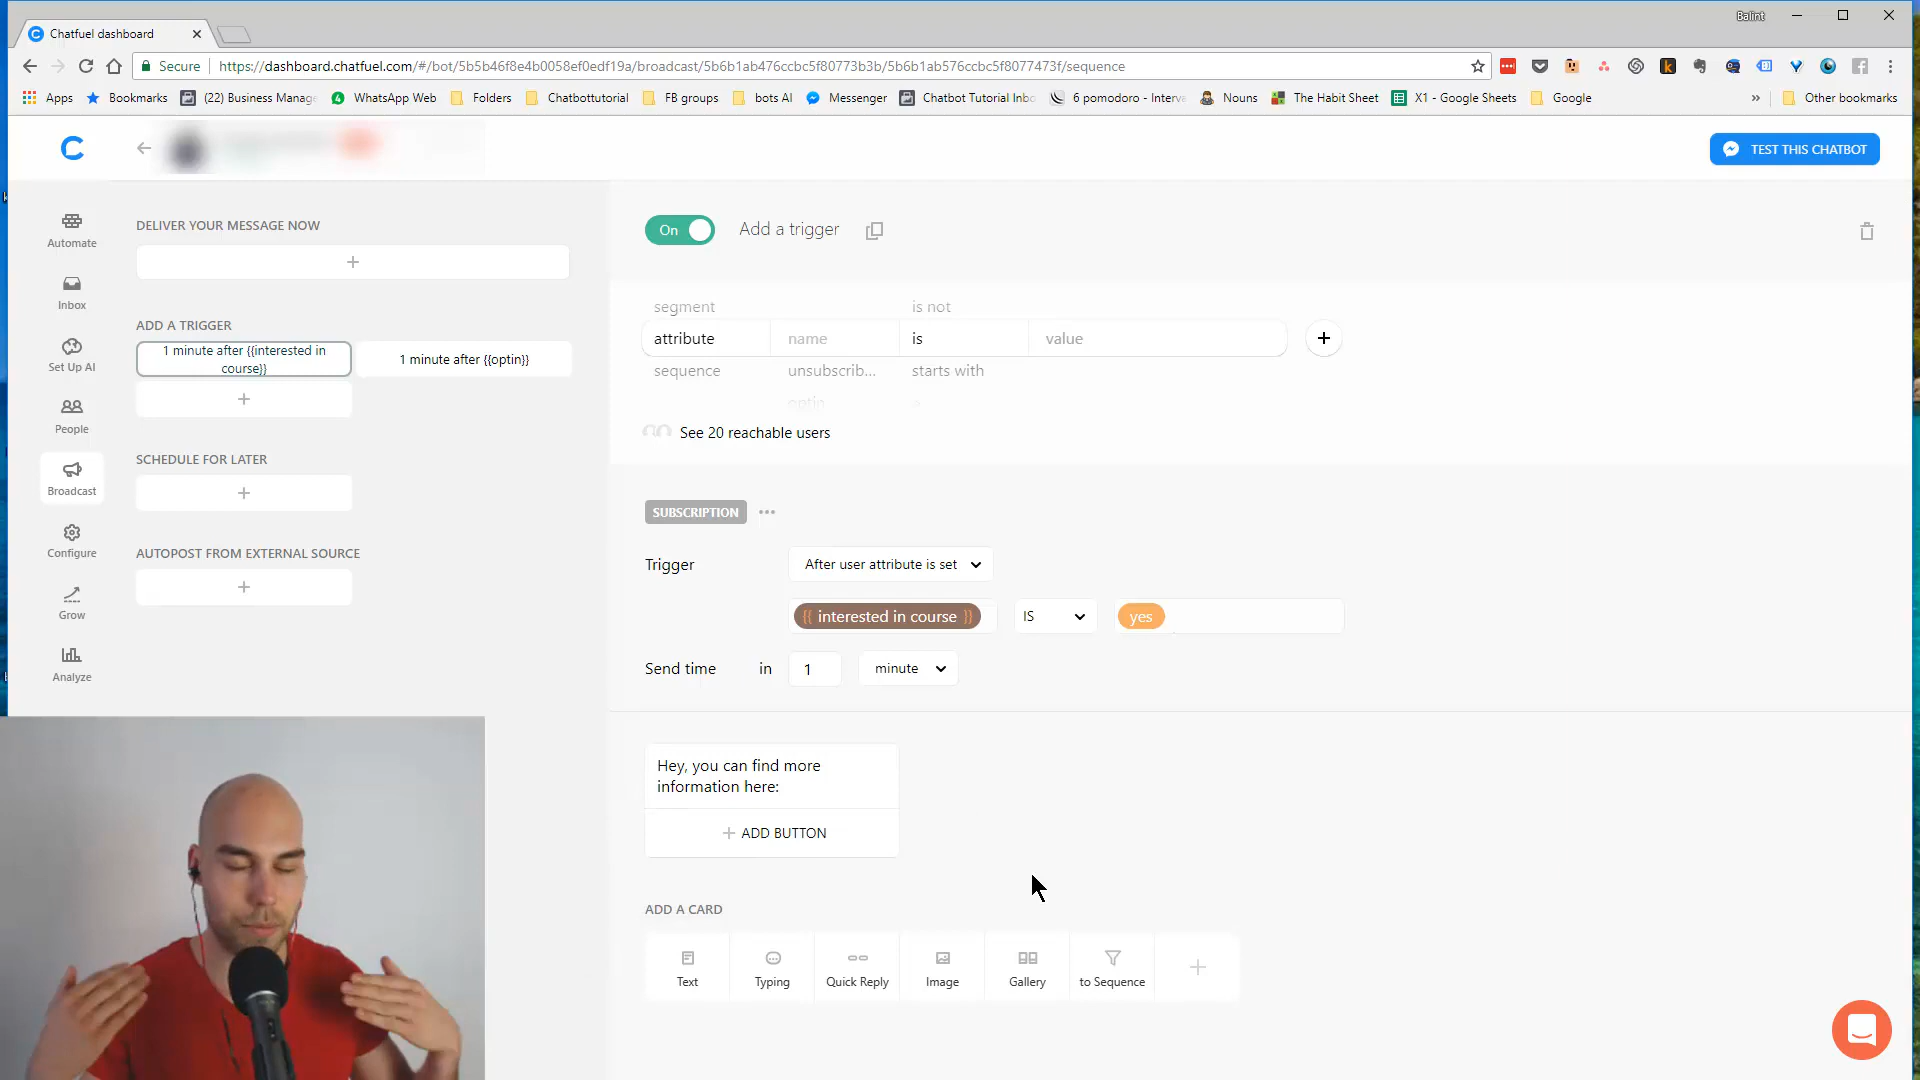 Balint
Chatfuel dashboard
Secure https://dashboard.chatfuel.com/#/bot/5b5b46f8e4b0058ef0edf19a/broadcast/5b6b1ab476ccbc5f80773b3b/5b6b1ab576ccbc5f8077473f/sequence
Apps Bookmarks (22) Business Manage WhatsApp Web Folders Chatbottutorial FB groups bots AI Messenger Chatbot Tutorial Inbo 6 pomodoro - Interva Nouns The Habit Sheet X1 - Google Sheets Google » Other bookmarks
TEST THIS CHATBOT
Automate
Inbox
Set Up AI
People
Broadcast
Configure
Grow
Analyze
DELIVER YOUR MESSAGE NOW
+
ADD A TRIGGER
1 minute after {{interested in
course}}
1 minute after {{optin}}
+
SCHEDULE FOR LATER
+
AUTOPOST FROM EXTERNAL SOURCE
+
On Add a trigger
segment is not
attribute name is value +
sequence unsubscrib... starts with
optin
See 20 reachable users
SUBSCRIPTION ...
Trigger After user attribute is set
{{ interested in course }} IS yes
Send time in 1 minute
Hey, you can find more
information here:
+ ADD BUTTON
ADD A CARD
Text Typing Quick Reply Image Gallery to Sequence +